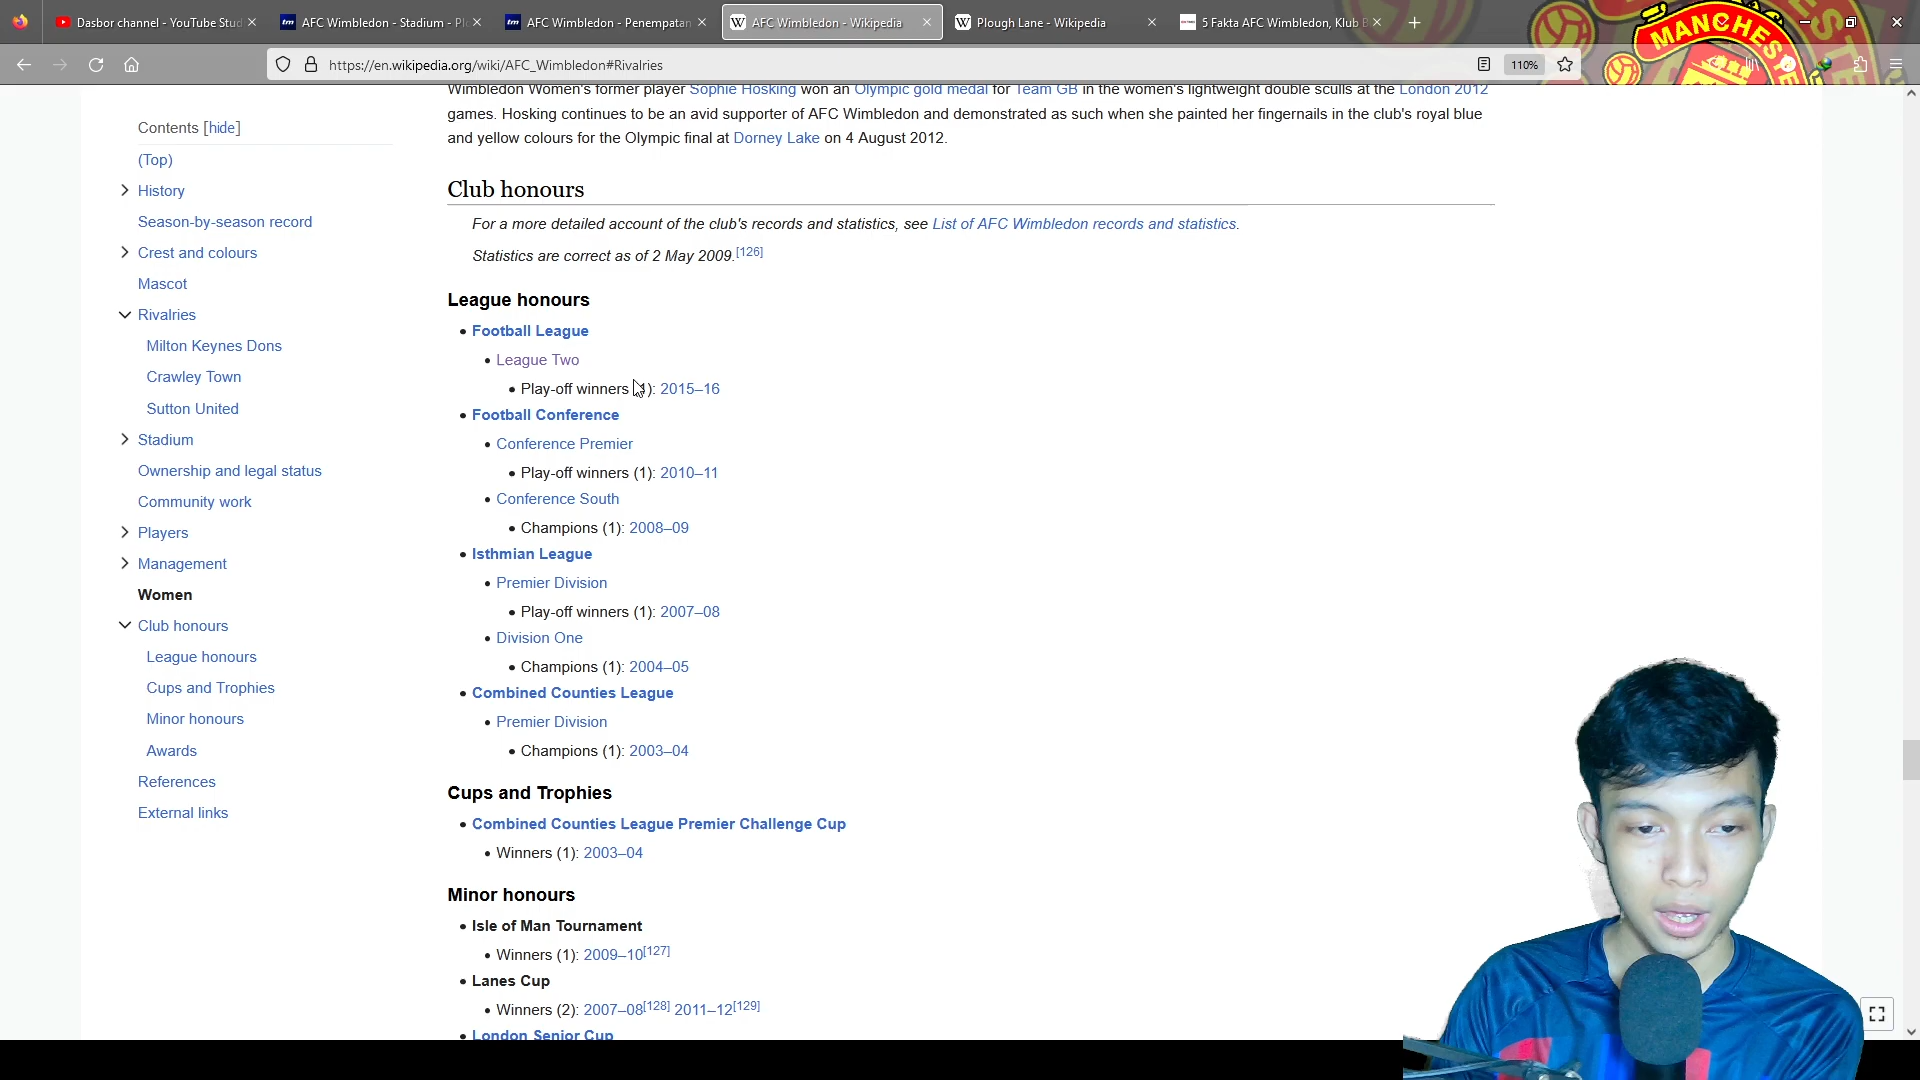 Dasbor channel - YouTube Stud
AFC Wimbledon - Stadium - Pl
AFC Wimbledon - Penempatan
AFC Wimbledon - Wikipedia
Plough Lane - Wikipedia
5 Fakta AFC Wimbledon, Klub B
MANCHES
https://en.wikipedia.org/wiki/AFC_Wimbledon#Rivalries
110%
Wimbledon Women's former player Sophie Hosking won an Olympic gold medal for Team GB in the women's lightweight double sculls at the London 2012
games. Hosking continues to be an avid supporter of AFC Wimbledon and demonstrated as such when she painted her fingernails in the club's royal blue
and yellow colours for the Olympic final at Dorney Lake on 4 August 2012.
Contents [hide]
(Top)
History
Season-by-season record
Crest and colours
Mascot
Rivalries
Milton Keynes Dons
Crawley Town
Sutton United
Stadium
Ownership and legal status
Community work
Players
Management
Women
Club honours
League honours
Cups and Trophies
Minor honours
Awards
References
External links
Club honours
For a more detailed account of the club's records and statistics, see List of AFC Wimbledon records and statistics.
Statistics are correct as of 2 May 2009.[126]
League honours
• Football League
• League Two
• Play-off winners (1): 2015–16
• Football Conference
• Conference Premier
• Play-off winners (1): 2010–11
• Conference South
• Champions (1): 2008–09
• Isthmian League
• Premier Division
• Play-off winners (1): 2007–08
• Division One
• Champions (1): 2004–05
• Combined Counties League
• Premier Division
• Champions (1): 2003–04
Cups and Trophies
• Combined Counties League Premier Challenge Cup
• Winners (1): 2003–04
Minor honours
• Isle of Man Tournament
• Winners (1): 2009–10[127]
• Lanes Cup
• Winners (2): 2007–08[128] 2011–12[129]
• London Senior Cup